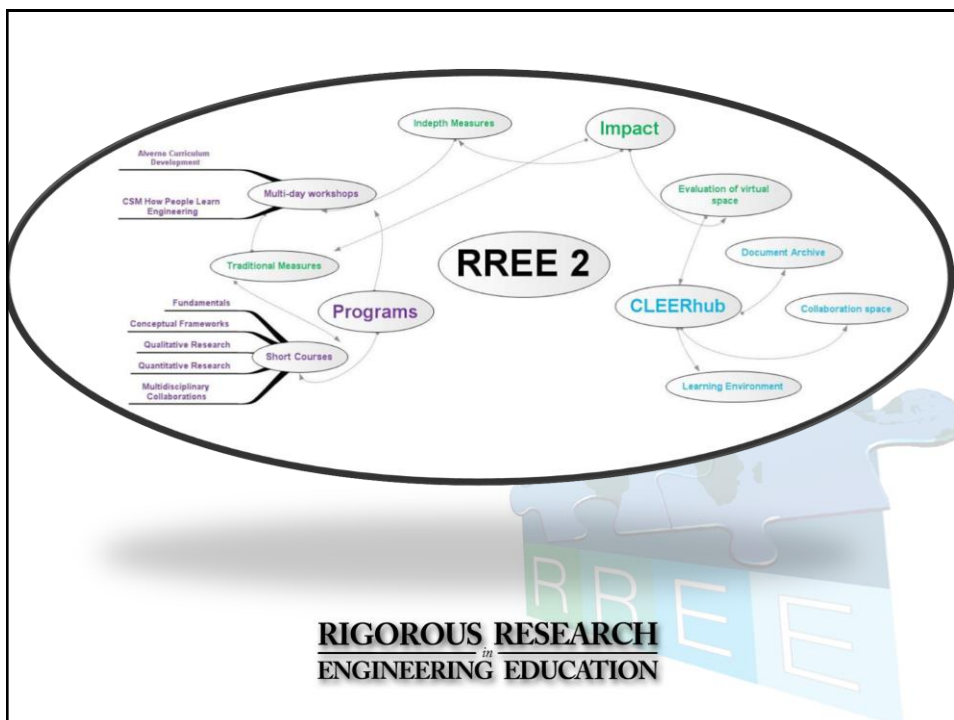 Indepth Measures
Impact
Alverno Curriculum
Development
Multi-day workshops
CSM How People Learn
Engineering
Evaluation of virtual
space
Traditional Measures
RREE 2
Document Archive
Programs
CLEERhub
Collaboration space
Fundamentals
Conceptual Frameworks
Qualitative Research
Short Courses
Quantitative Research
Multidisciplinary
Collaborations
Learning Environment
R R E E
RIGOROUS RESEARCH
in
ENGINEERING EDUCATION